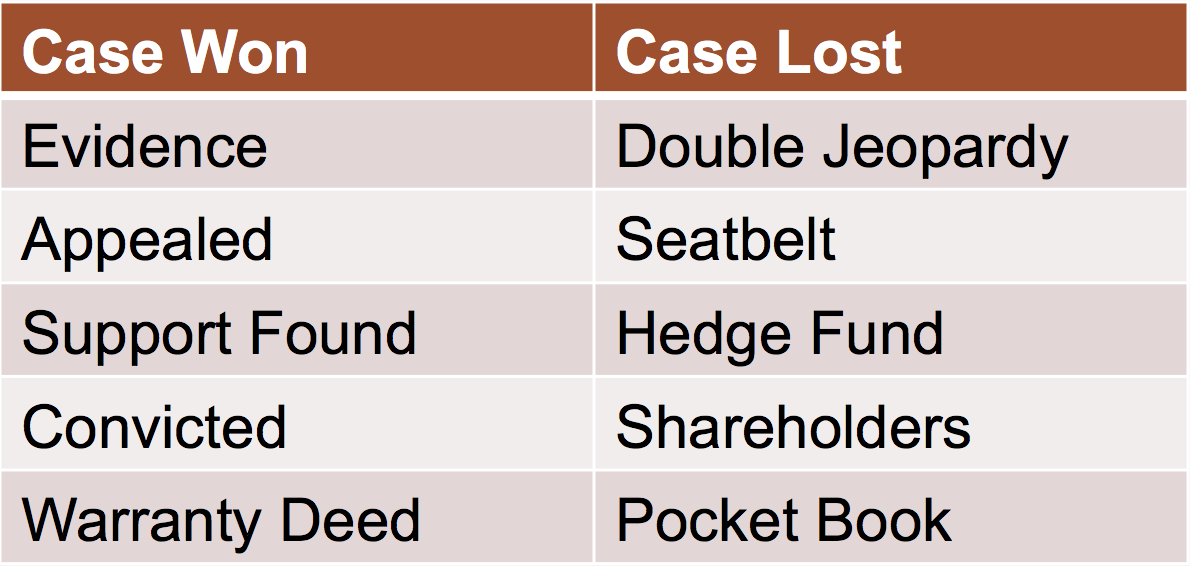 Case Won Case Lost
Evidence Double Jeopardy
Appealed Seatbelt
Support Found Hedge Fund
Convicted Shareholders
Warranty Deed Pocket Book